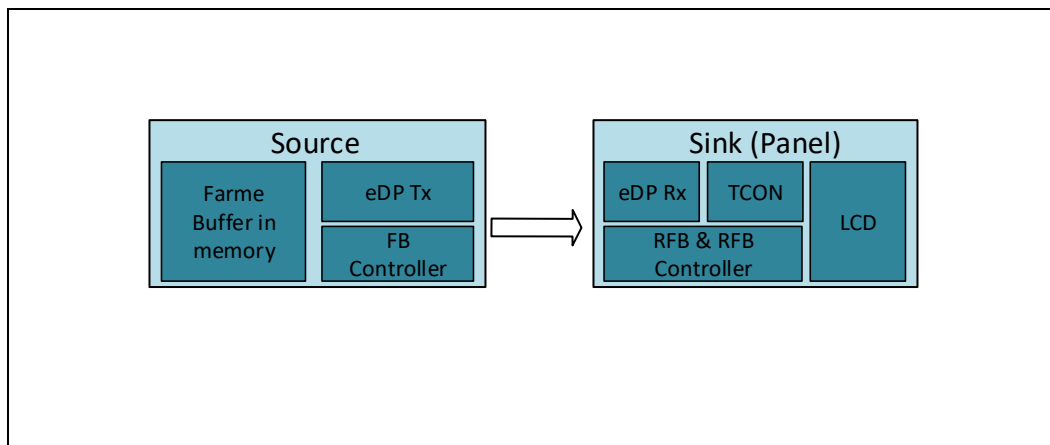 Source
Farme
Buffer in
memory
eDP Tx
FB
Controller
Sink (Panel)
eDP Rx
TCON
RFB & RFB
Controller
LCD